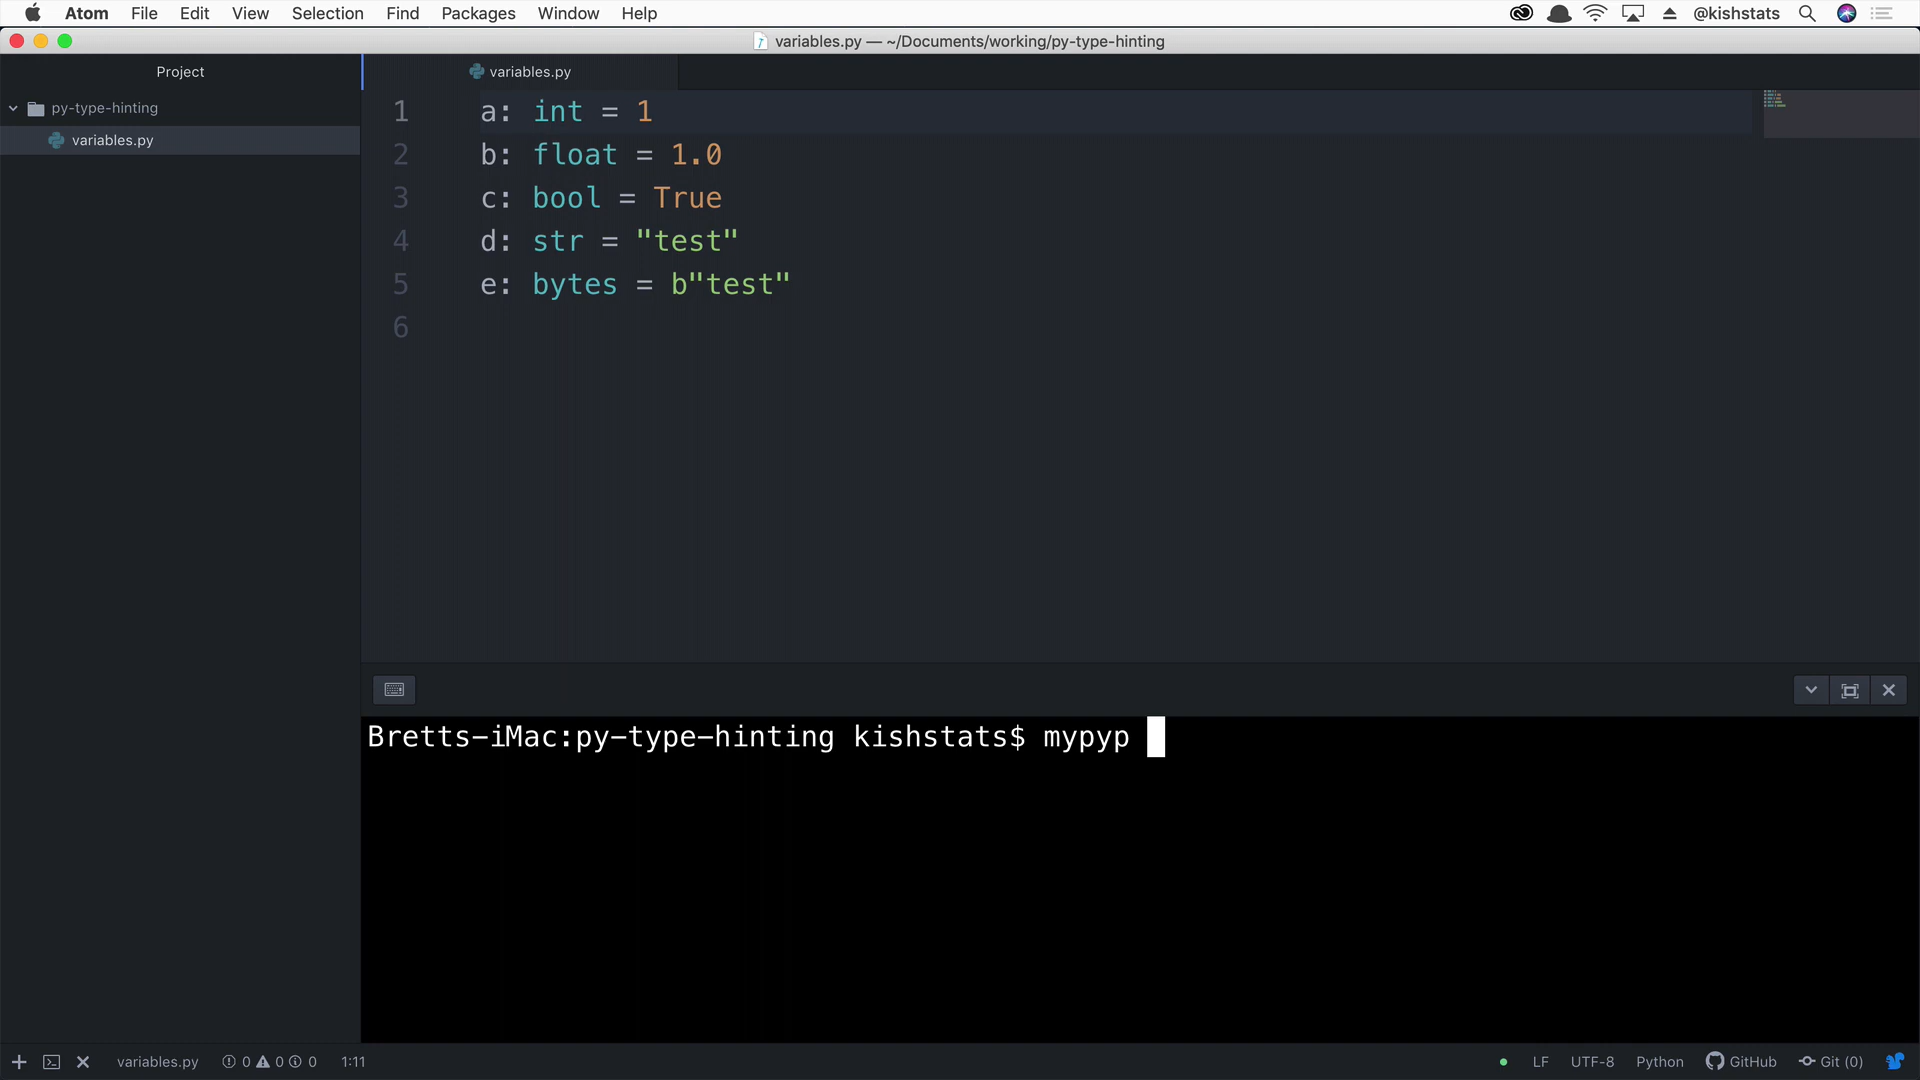 Atom File Edit View Selection Find Packages Window Help @kishstats
variables.py — ~/Documents/working/py-type-hinting
Project
py-type-hinting
variables.py
variables.py
1 a: int = 1
2 b: float = 1.0
3 c: bool = True
4 d: str = "test"
5 e: bytes = b"test"
6
Bretts-iMac:py-type-hinting kishstats$ mypyp
variables.py 0 0 0 1:11 LF UTF-8 Python GitHub Git (0)